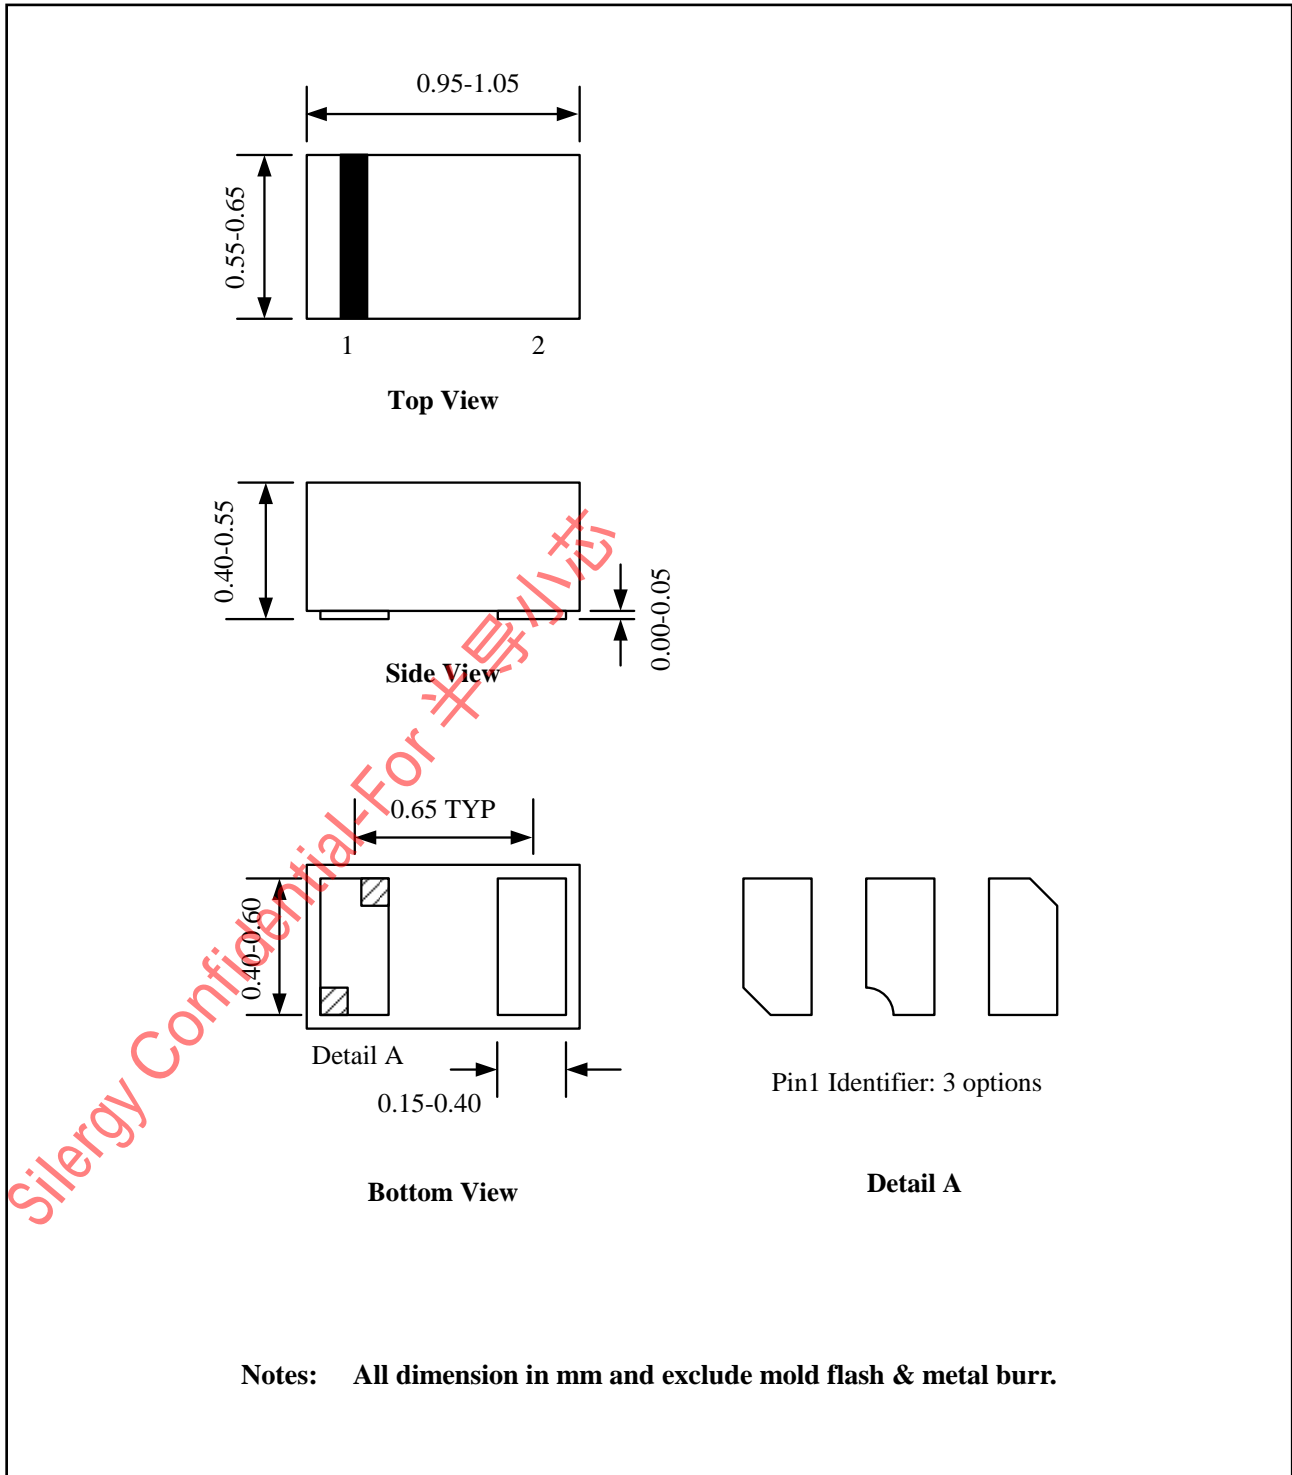 0.95-1.05
0.55-0.65
1 2
Top View
0.40-0.55
0.00-0.05
Side View
0.65 TYP
0.40-0.60
Detail A
0.15-0.40
Pin1 Identifier: 3 options
Bottom View
Detail A
Silergy Confidential-For 半导小芯
Notes: All dimension in mm and exclude mold flash & metal burr.